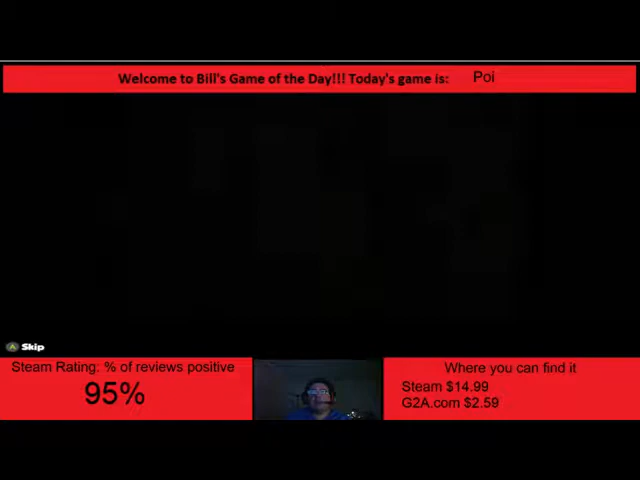 Welcome to Bill's Game of the Day!!! Today's game is: Poi
Skip
Steam Rating: % of reviews positive
95%
Where you can find it
Steam $14.99
G2A.com $2.59